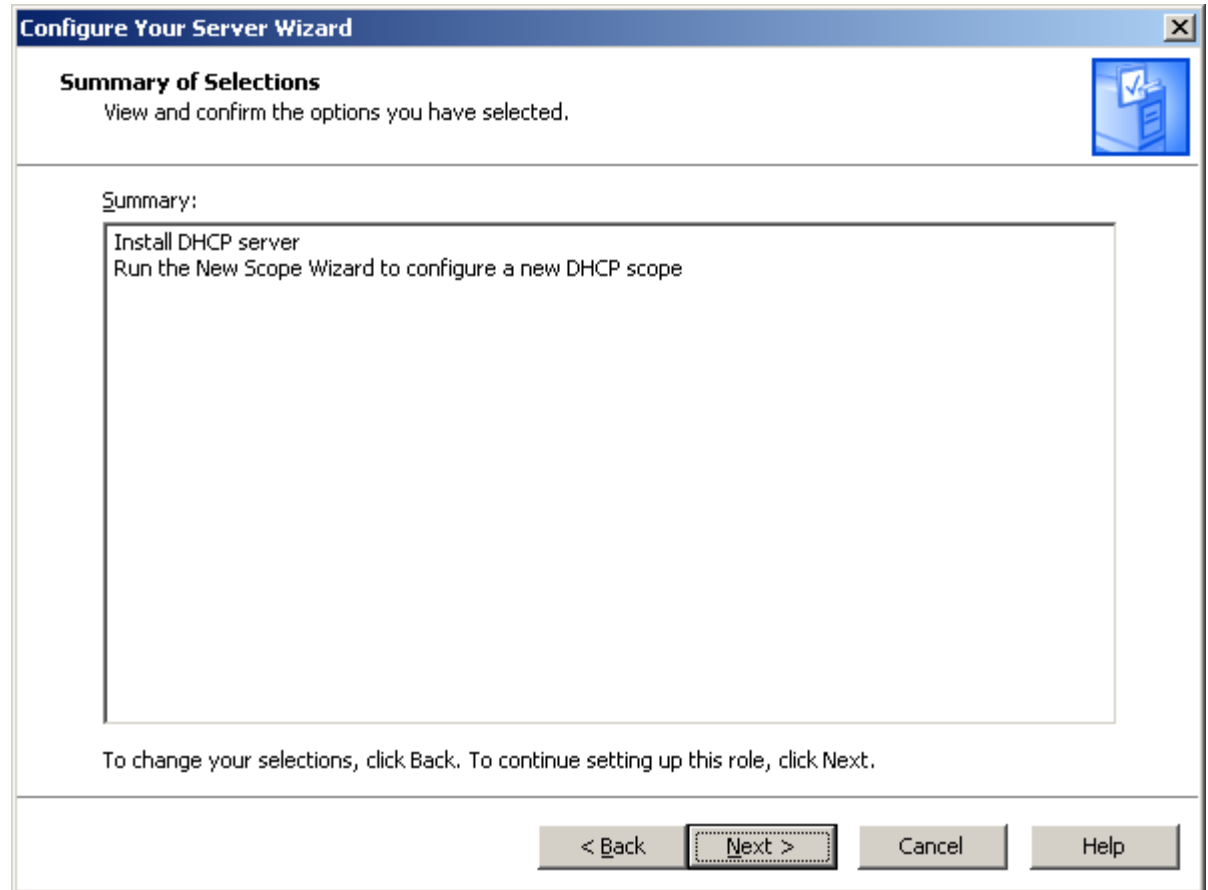 Configure Your Server Wizard
Summary of Selections
View and confirm the options you have selected.
Summary:
Install DHCP server
Run the New Scope Wizard to configure a new DHCP scope
To change your selections, click Back. To continue setting up this role, click Next.
< Back Next > Cancel Help